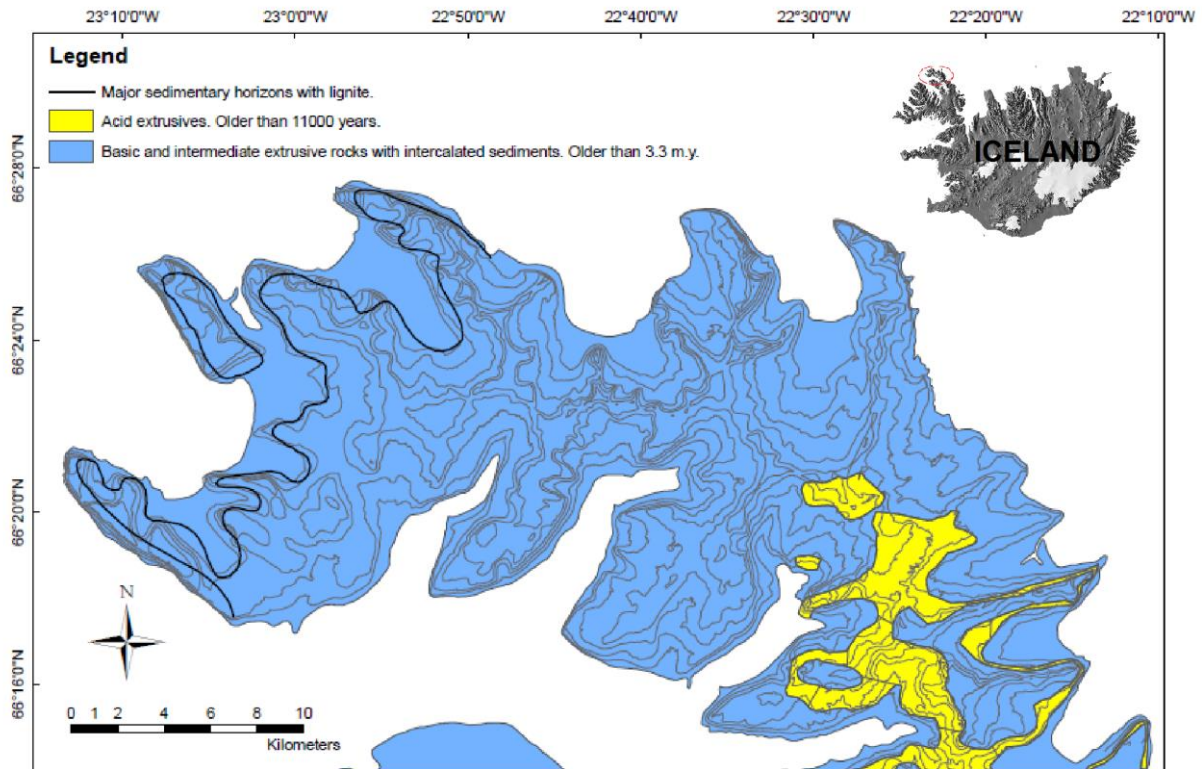 23°10'0"W 23°0'0"W 22°50'0"W 22°40'0"W 22°30'0"W 22°20'0"W 22°10'0"W
Legend
Major sedimentary horizons with lignite.
Acid extrusives. Older than 11000 years.
Basic and intermediate extrusive rocks with intercalated sediments. Older than 3.3 m.y.
ICELAND
66°28'0"N
66°24'0"N
66°20'0"N
66°16'0"N
N
0 1 2 4 6 8 10
Kilometers